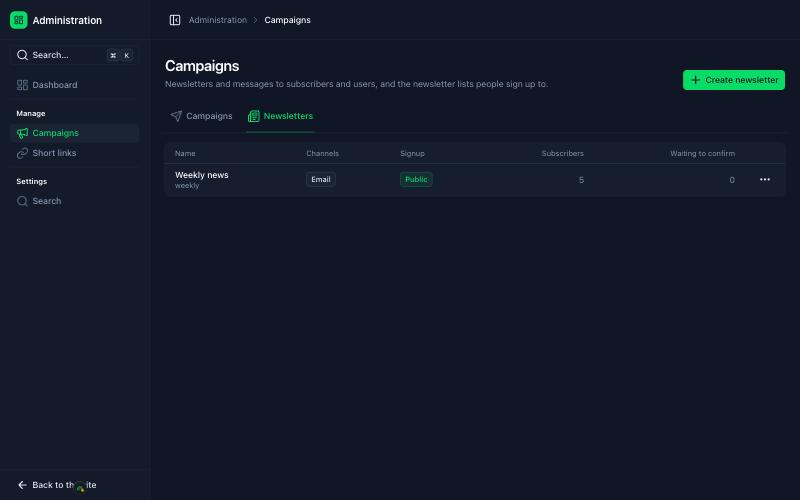 Administration
Administration > Campaigns
Search...
⌘ K
Dashboard
Manage
Campaigns
Short links
Settings
Search
Campaigns
Newsletters and messages to subscribers and users, and the newsletter lists people sign up to.
Create newsletter
Campaigns
Newsletters
Name Channels Signup Subscribers Waiting to confirm
Weekly news Email Public 5 0
weekly
Back to